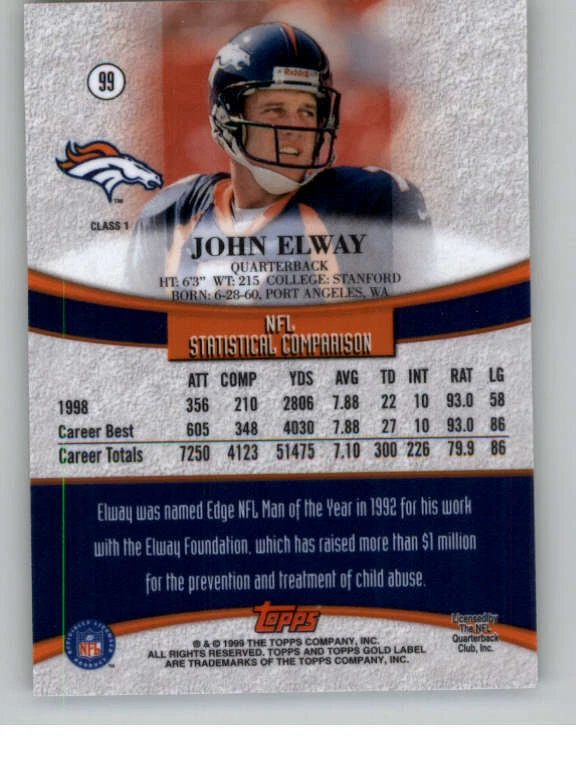 99
Riddell
TM
CLASS 1
JOHN ELWAY
QUARTERBACK
HT: 6'3" WT: 215 COLLEGE: STANFORD
BORN: 6-28-60, PORT ANGELES, WA
NFL
STATISTICAL COMPARISON
ATT COMP YDS AVG TD INT RAT LG
1998 356 210 2806 7.88 22 10 93.0 58
Career Best 605 348 4030 7.88 27 10 93.0 86
Career Totals 7250 4123 51475 7.10 300 226 79.9 86
Elway was named Edge NFL Man of the Year in 1992 for his work
with the Elway Foundation, which has raised more than $1 million
for the prevention and treatment of child abuse.
Topps
® & © 1999 THE TOPPS COMPANY, INC.
ALL RIGHTS RESERVED. TOPPS AND TOPPS GOLD LABEL
ARE TRADEMARKS OF THE TOPPS COMPANY, INC.
NFL
TM
Licensed by
The NFL
Quarterback
Club, Inc.